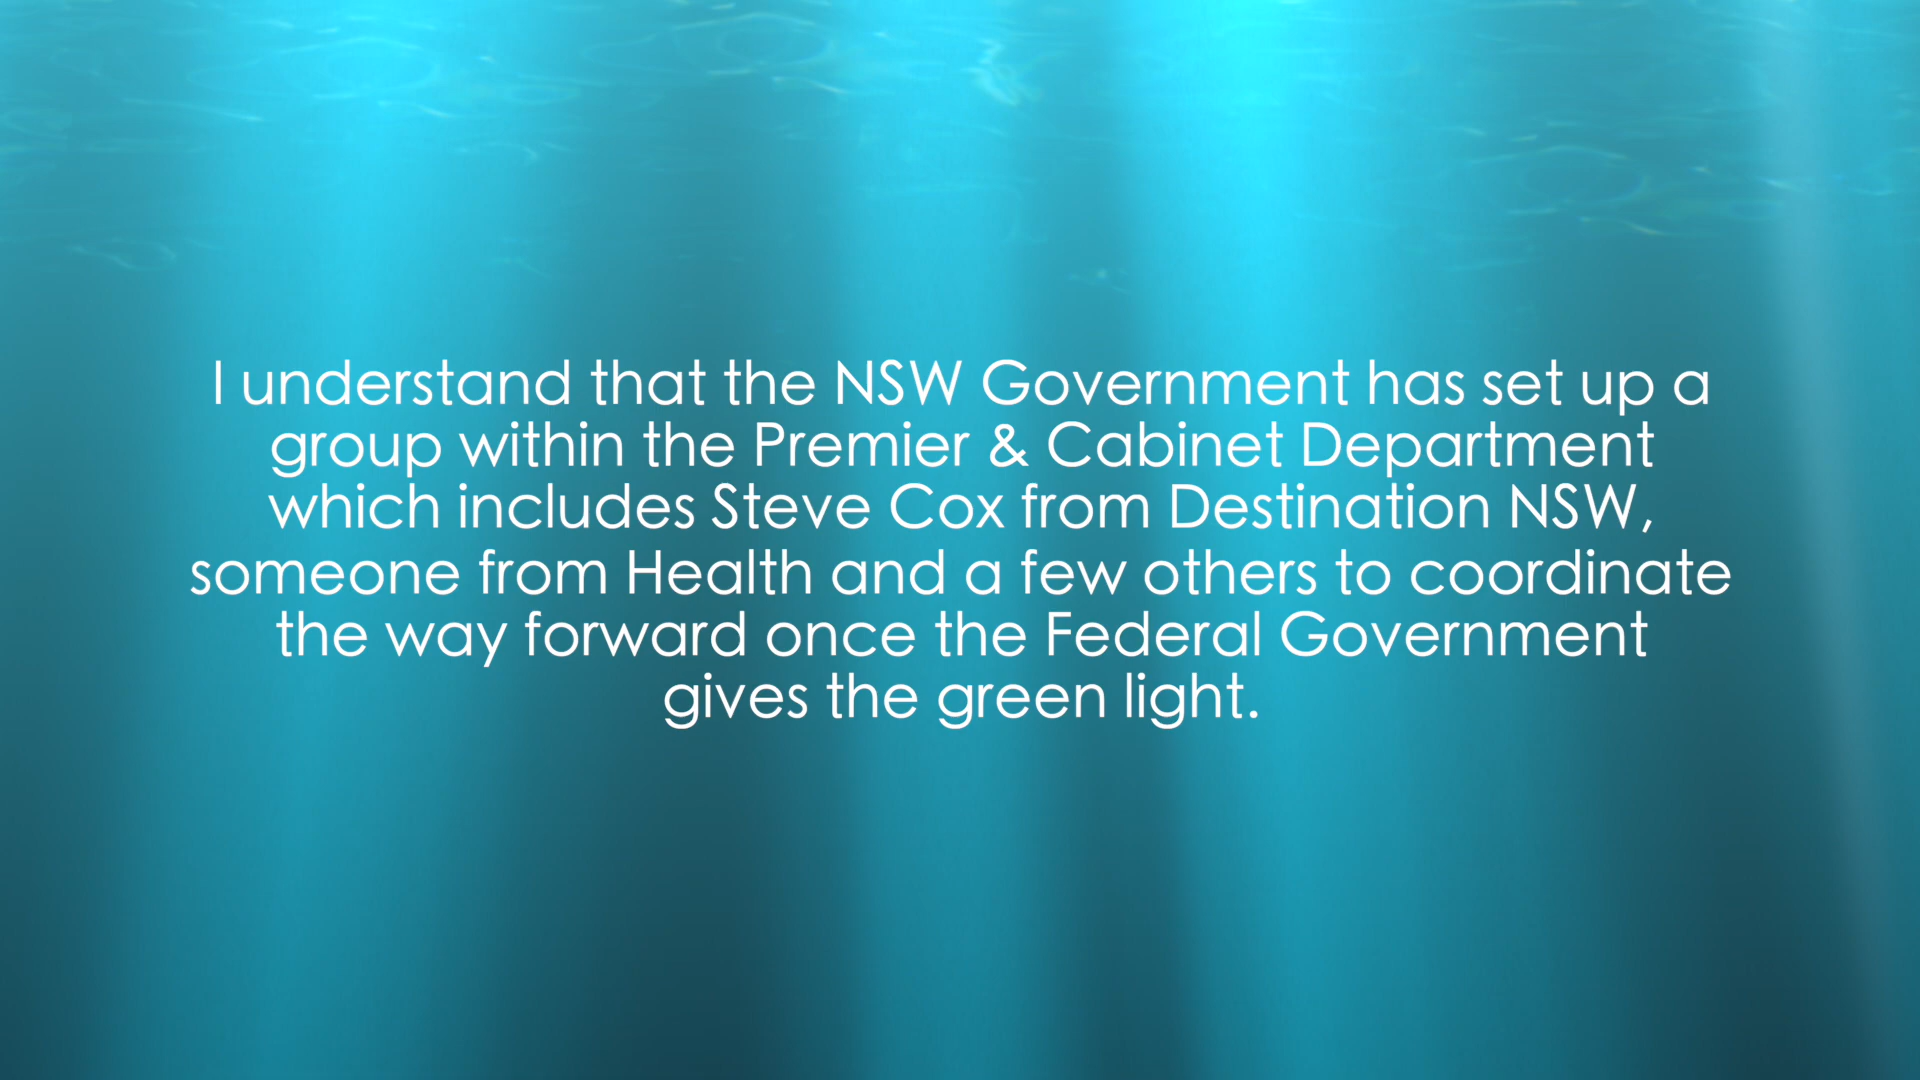 I understand that the NSW Government has set up a
group within the Premier & Cabinet Department
which includes Steve Cox from Destination NSW,
someone from Health and a few others to coordinate
the way forward once the Federal Government
gives the green light.